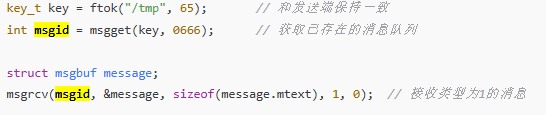 key_t key = ftok("/tmp", 65);      // 和发送端保持一致
int msgid = msgget(key, 0666);     // 获取已存在的消息队列
struct msgbuf message;
msgrcv(msgid, &message, sizeof(message.mtext), 1, 0);  // 接收类型为1的消息